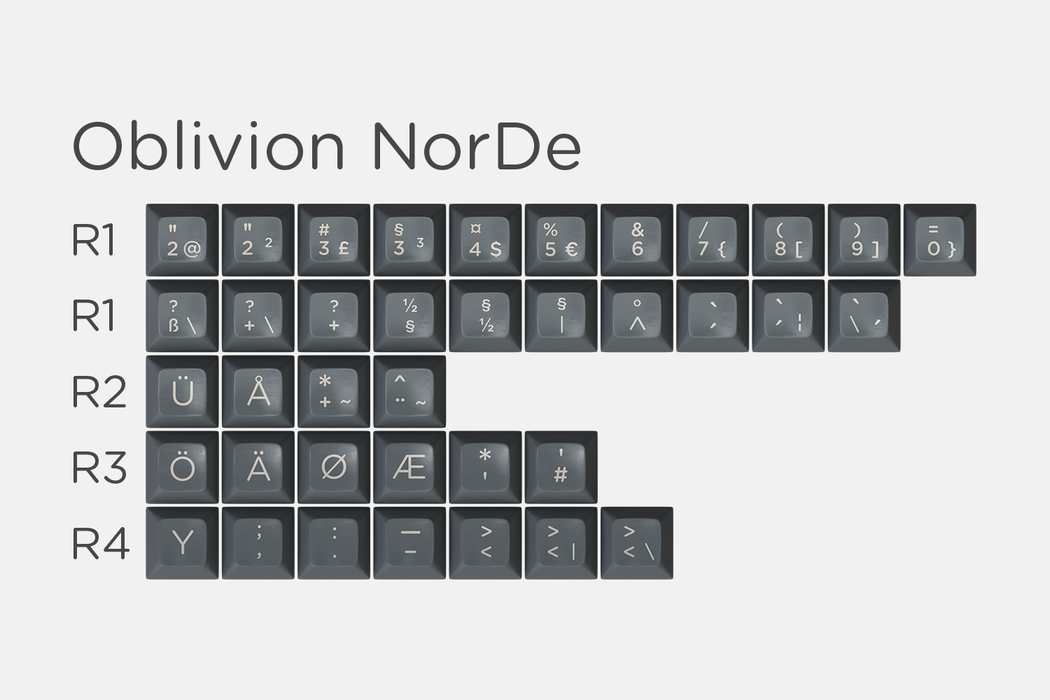 Oblivion NorDe
R1 " 2 @ " 2 ² # 3 £ § 3 ³ ¤ 4 $ % 5 € & 6 / 7 { ( 8 [ ) 9 ] = 0 }
R1 ? ß \ ? + \ ? + ½ § § ½ § | ° ^ ` ´ ` ´ ¦ ` \ ´
R2 Ü Å * + ~ ^ ¨ ~
R3 Ö Ä Ø Æ * ' ' #
R4 Y ; , : . — – > < > < | > < \